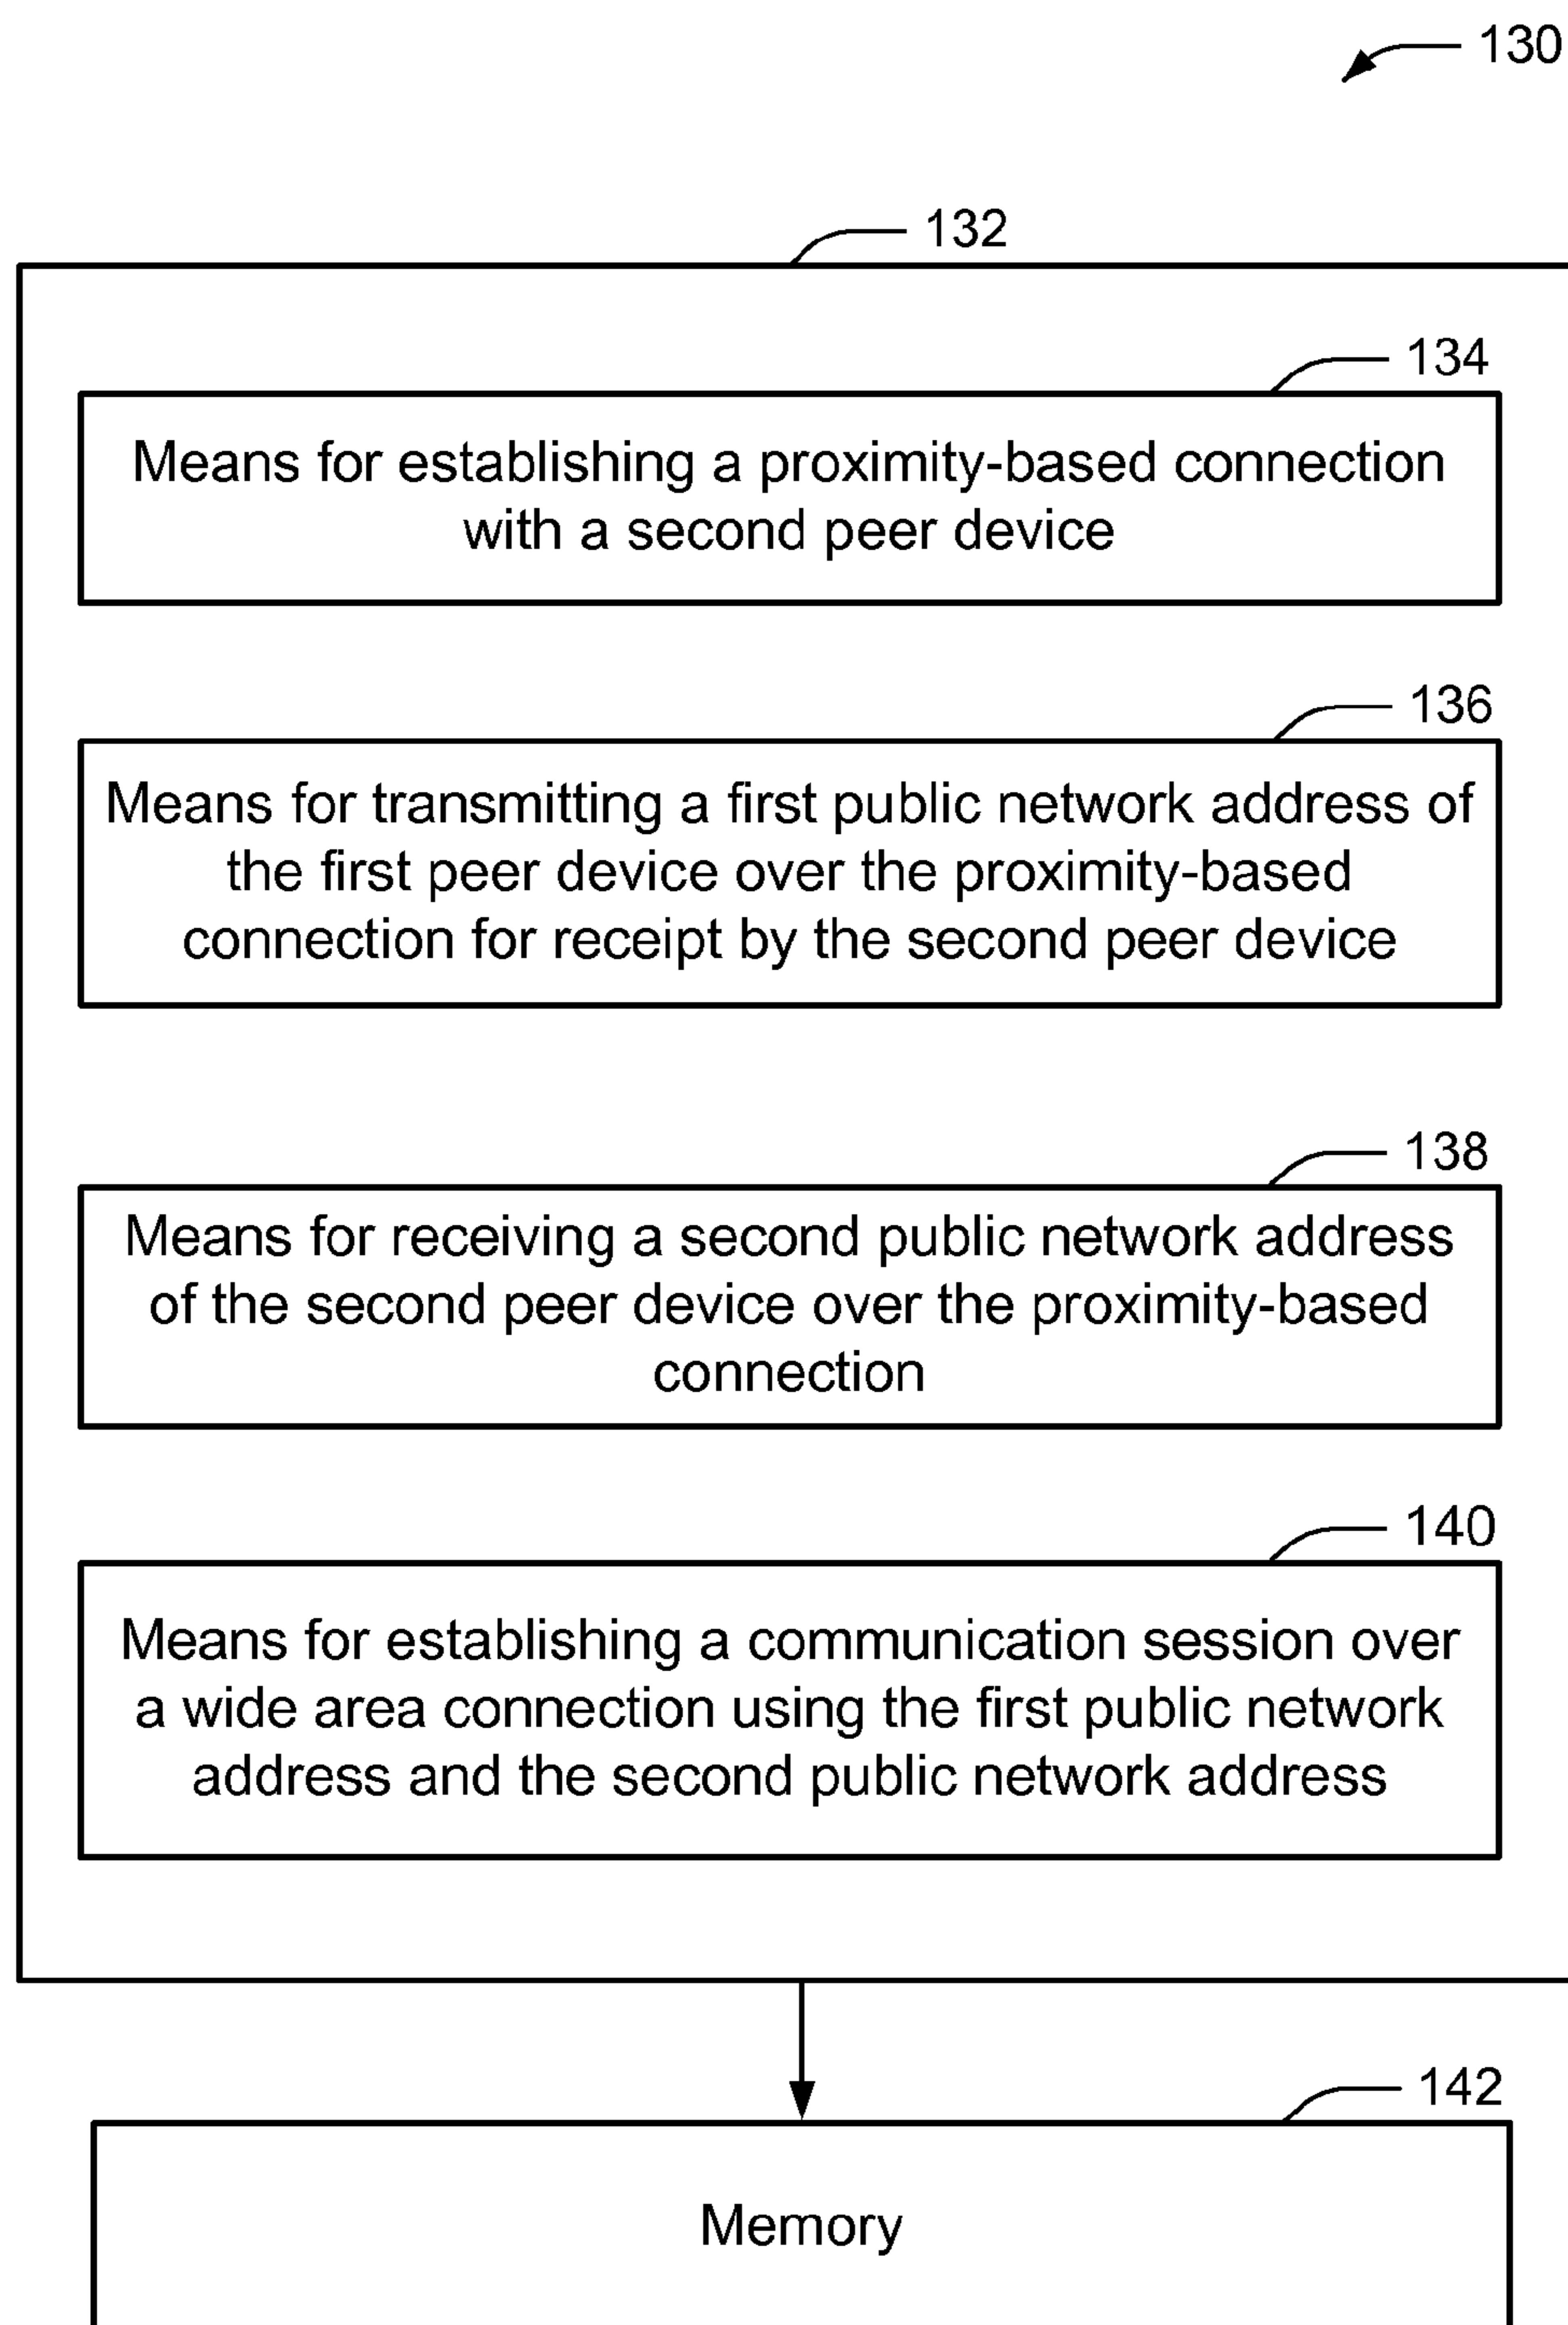 130
132
134
Means for establishing a proximity-based connection
with a second peer device
136
Means for transmitting a first public network address of
the first peer device over the proximity-based
connection for receipt by the second peer device
138
Means for receiving a second public network address
of the second peer device over the proximity-based
connection
140
Means for establishing a communication session over
a wide area connection using the first public network
address and the second public network address
142
Memory